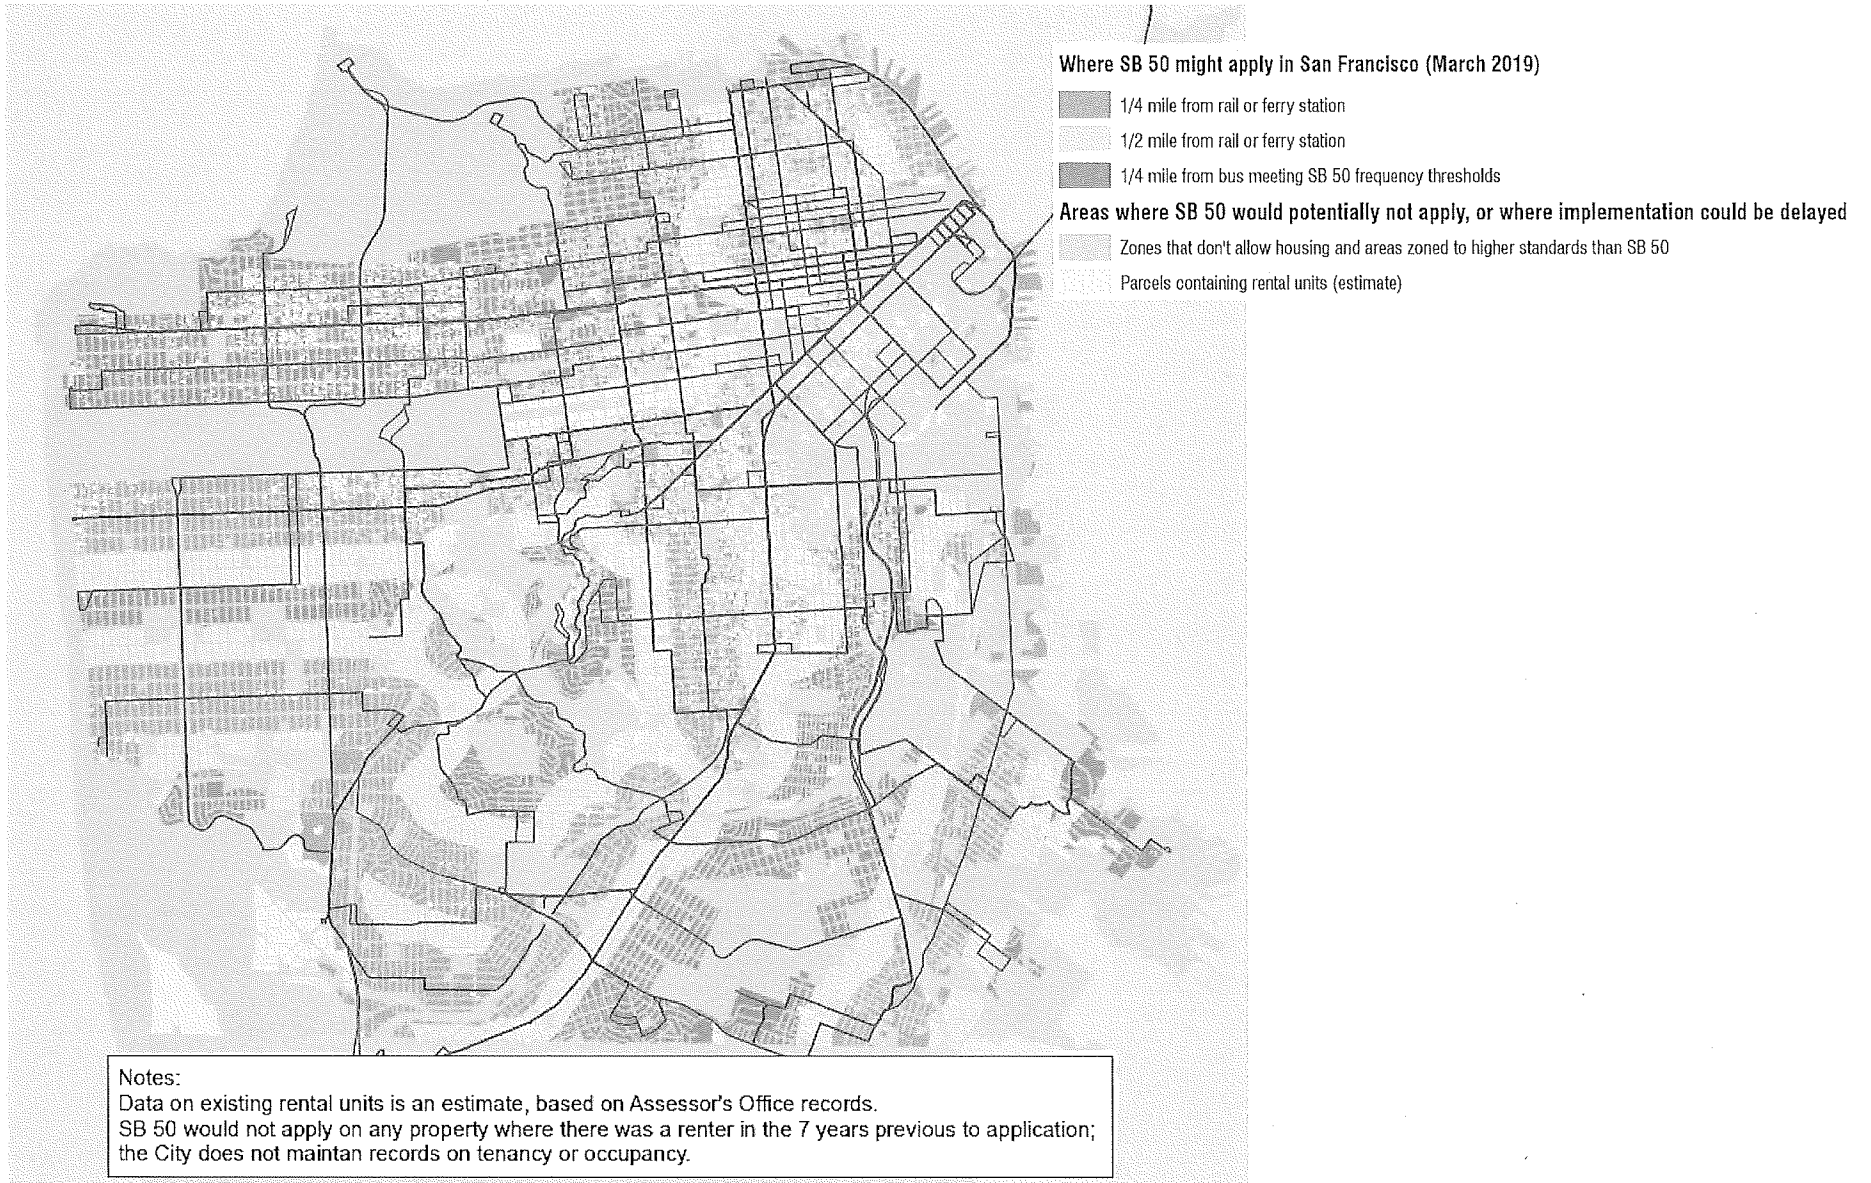 Where SB 50 might apply in San Francisco (March 2019)
1/4 mile from rail or ferry station
1/2 mile from rail or ferry station
1/4 mile from bus meeting SB 50 frequency thresholds
Areas where SB 50 would potentially not apply, or where implementation could be delayed
Zones that don't allow housing and areas zoned to higher standards than SB 50
Parcels containing rental units (estimate)
Notes:
Data on existing rental units is an estimate, based on Assessor's Office records.
SB 50 would not apply on any property where there was a renter in the 7 years previous to application;
the City does not maintan records on tenancy or occupancy.